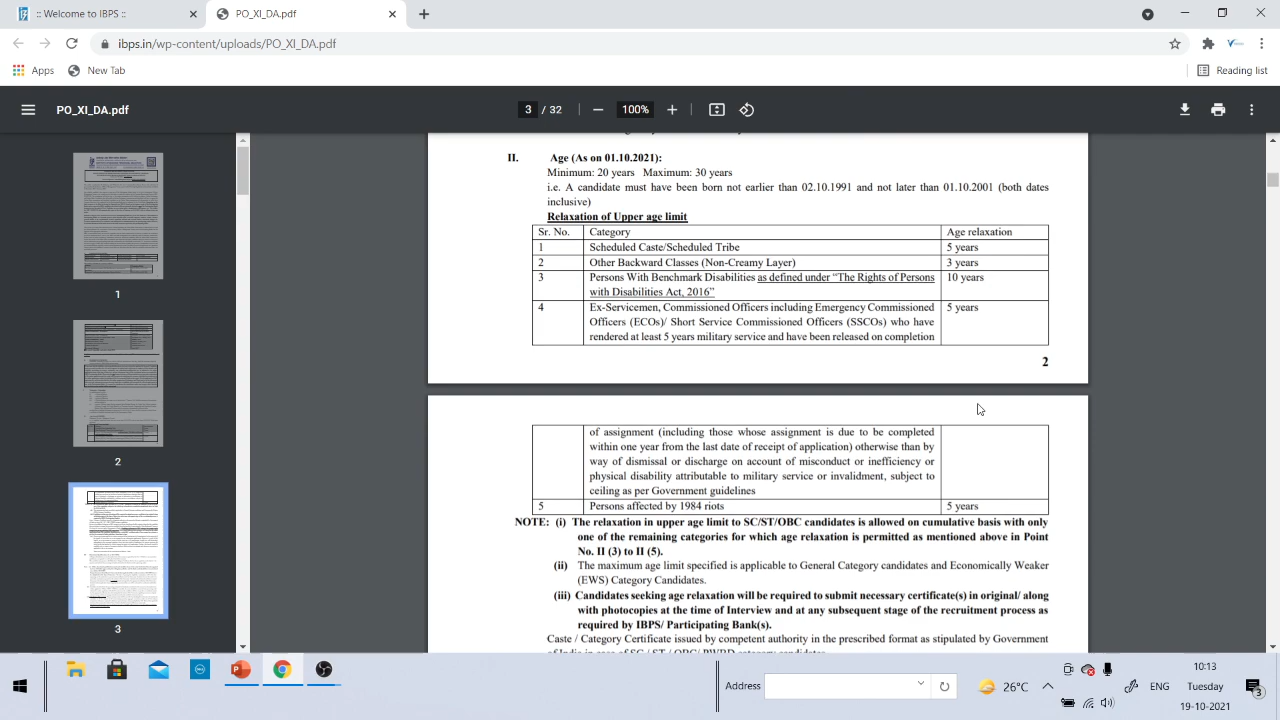 :: Welcome to IBPS ::
PO_XI_DA.pdf
ibps.in/wp-content/uploads/PO_XI_DA.pdf
Apps
New Tab
Reading list
PO_XI_DA.pdf
3 / 32
100%
II. Age (As on 01.10.2021):
Minimum: 20 years Maximum: 30 years
i.e. A candidate must have been born not earlier than 02.10.1991 and not later than 01.10.2001 (both dates
inclusive)
Relaxation of Upper age limit
Sr. No. Category Age relaxation
1 Scheduled Caste/Scheduled Tribe 5 years
2 Other Backward Classes (Non-Creamy Layer) 3 years
3 Persons With Benchmark Disabilities as defined under “The Rights of Persons 10 years
with Disabilities Act, 2016”
4 Ex-Servicemen, Commissioned Officers including Emergency Commissioned 5 years
Officers (ECOs)/ Short Service Commissioned Officers (SSCOs) who have
rendered at least 5 years military service and have been released on completion
2
of assignment (including those whose assignment is due to be completed
within one year from the last date of receipt of application) otherwise than by
way of dismissal or discharge on account of misconduct or inefficiency or
physical disability attributable to military service or invalidment, subject to
ceiling as per Government guidelines
5 Persons affected by 1984 riots 5 years
NOTE: (i) The relaxation in upper age limit to SC/ST/OBC candidates is allowed on cumulative basis with only
one of the remaining categories for which age relaxation is permitted as mentioned above in Point
No. II (3) to II (5).
(ii) The maximum age limit specified is applicable to General Category candidates and Economically Weaker
(EWS) Category Candidates.
(iii) Candidates seeking age relaxation will be required to submit necessary certificate(s) in original/ along
with photocopies at the time of Interview and at any subsequent stage of the recruitment process as
required by IBPS/ Participating Bank(s).
Caste / Category Certificate issued by competent authority in the prescribed format as stipulated by Government
of India in case of SC / ST / OBC/ PWBD category candidates
1
2
3
Address
26°C
ENG
10:13
Tuesday
19-10-2021
3